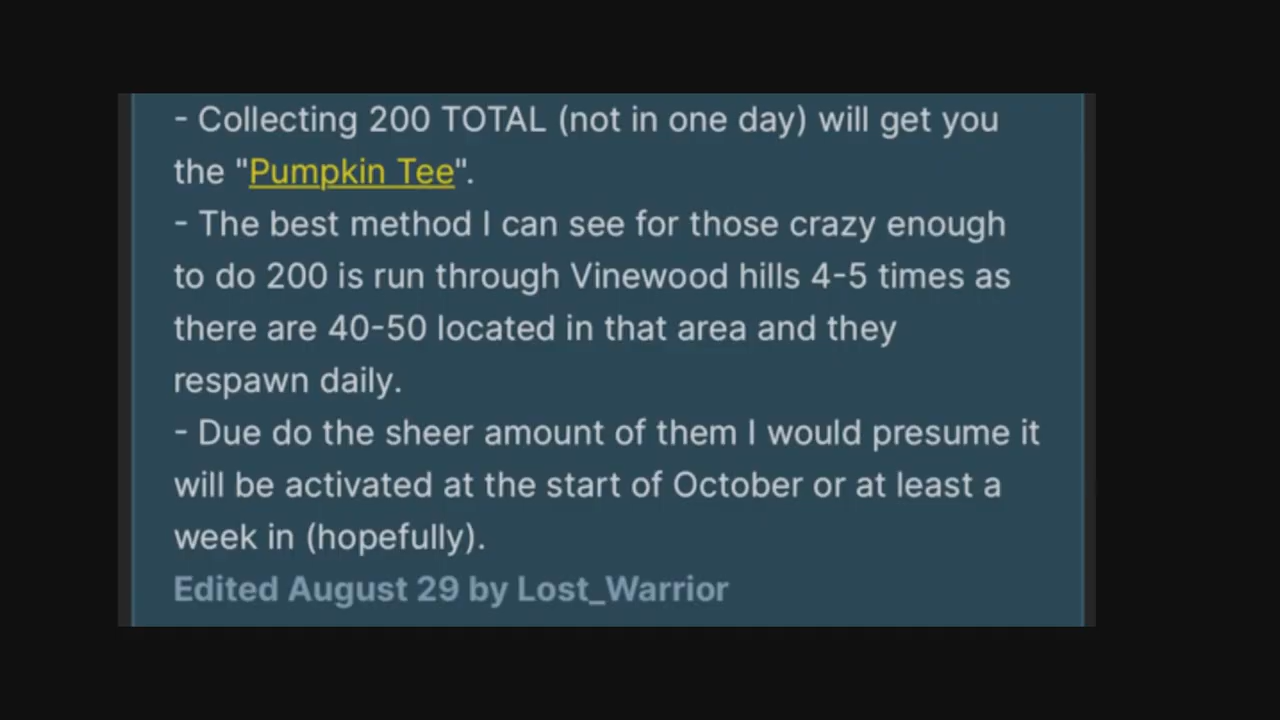 - Collecting 200 TOTAL (not in one day) will get you
the "Pumpkin Tee".
- The best method I can see for those crazy enough
to do 200 is run through Vinewood hills 4-5 times as
there are 40-50 located in that area and they
respawn daily.
- Due do the sheer amount of them I would presume it
will be activated at the start of October or at least a
week in (hopefully).
Edited August 29 by Lost_Warrior